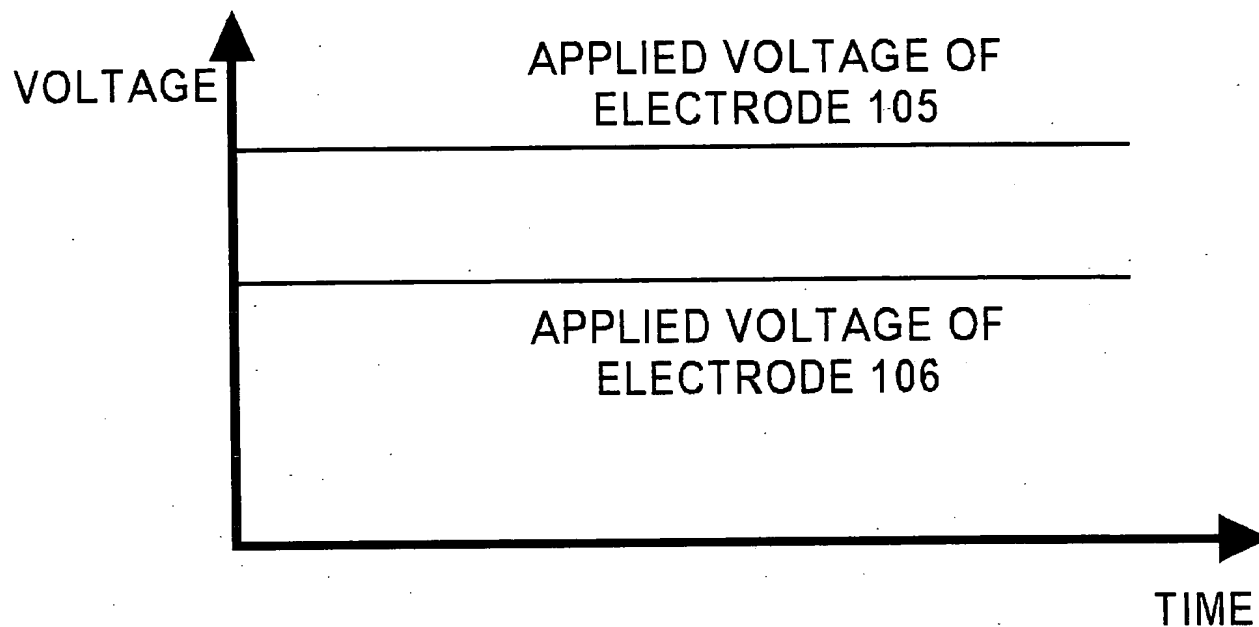 VOLTAGE
APPLIED VOLTAGE OF
ELECTRODE 105
APPLIED VOLTAGE OF
ELECTRODE 106
TIME